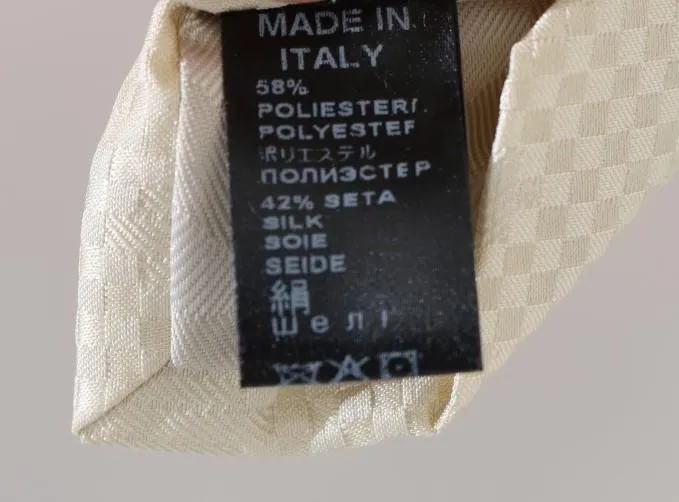 MADE IN
ITALY
58%
POLIESTERE
POLYESTER
ポリエステル
ПОЛИЭСТЕР
42% SETA
SILK
SOIE
SEIDE
絹